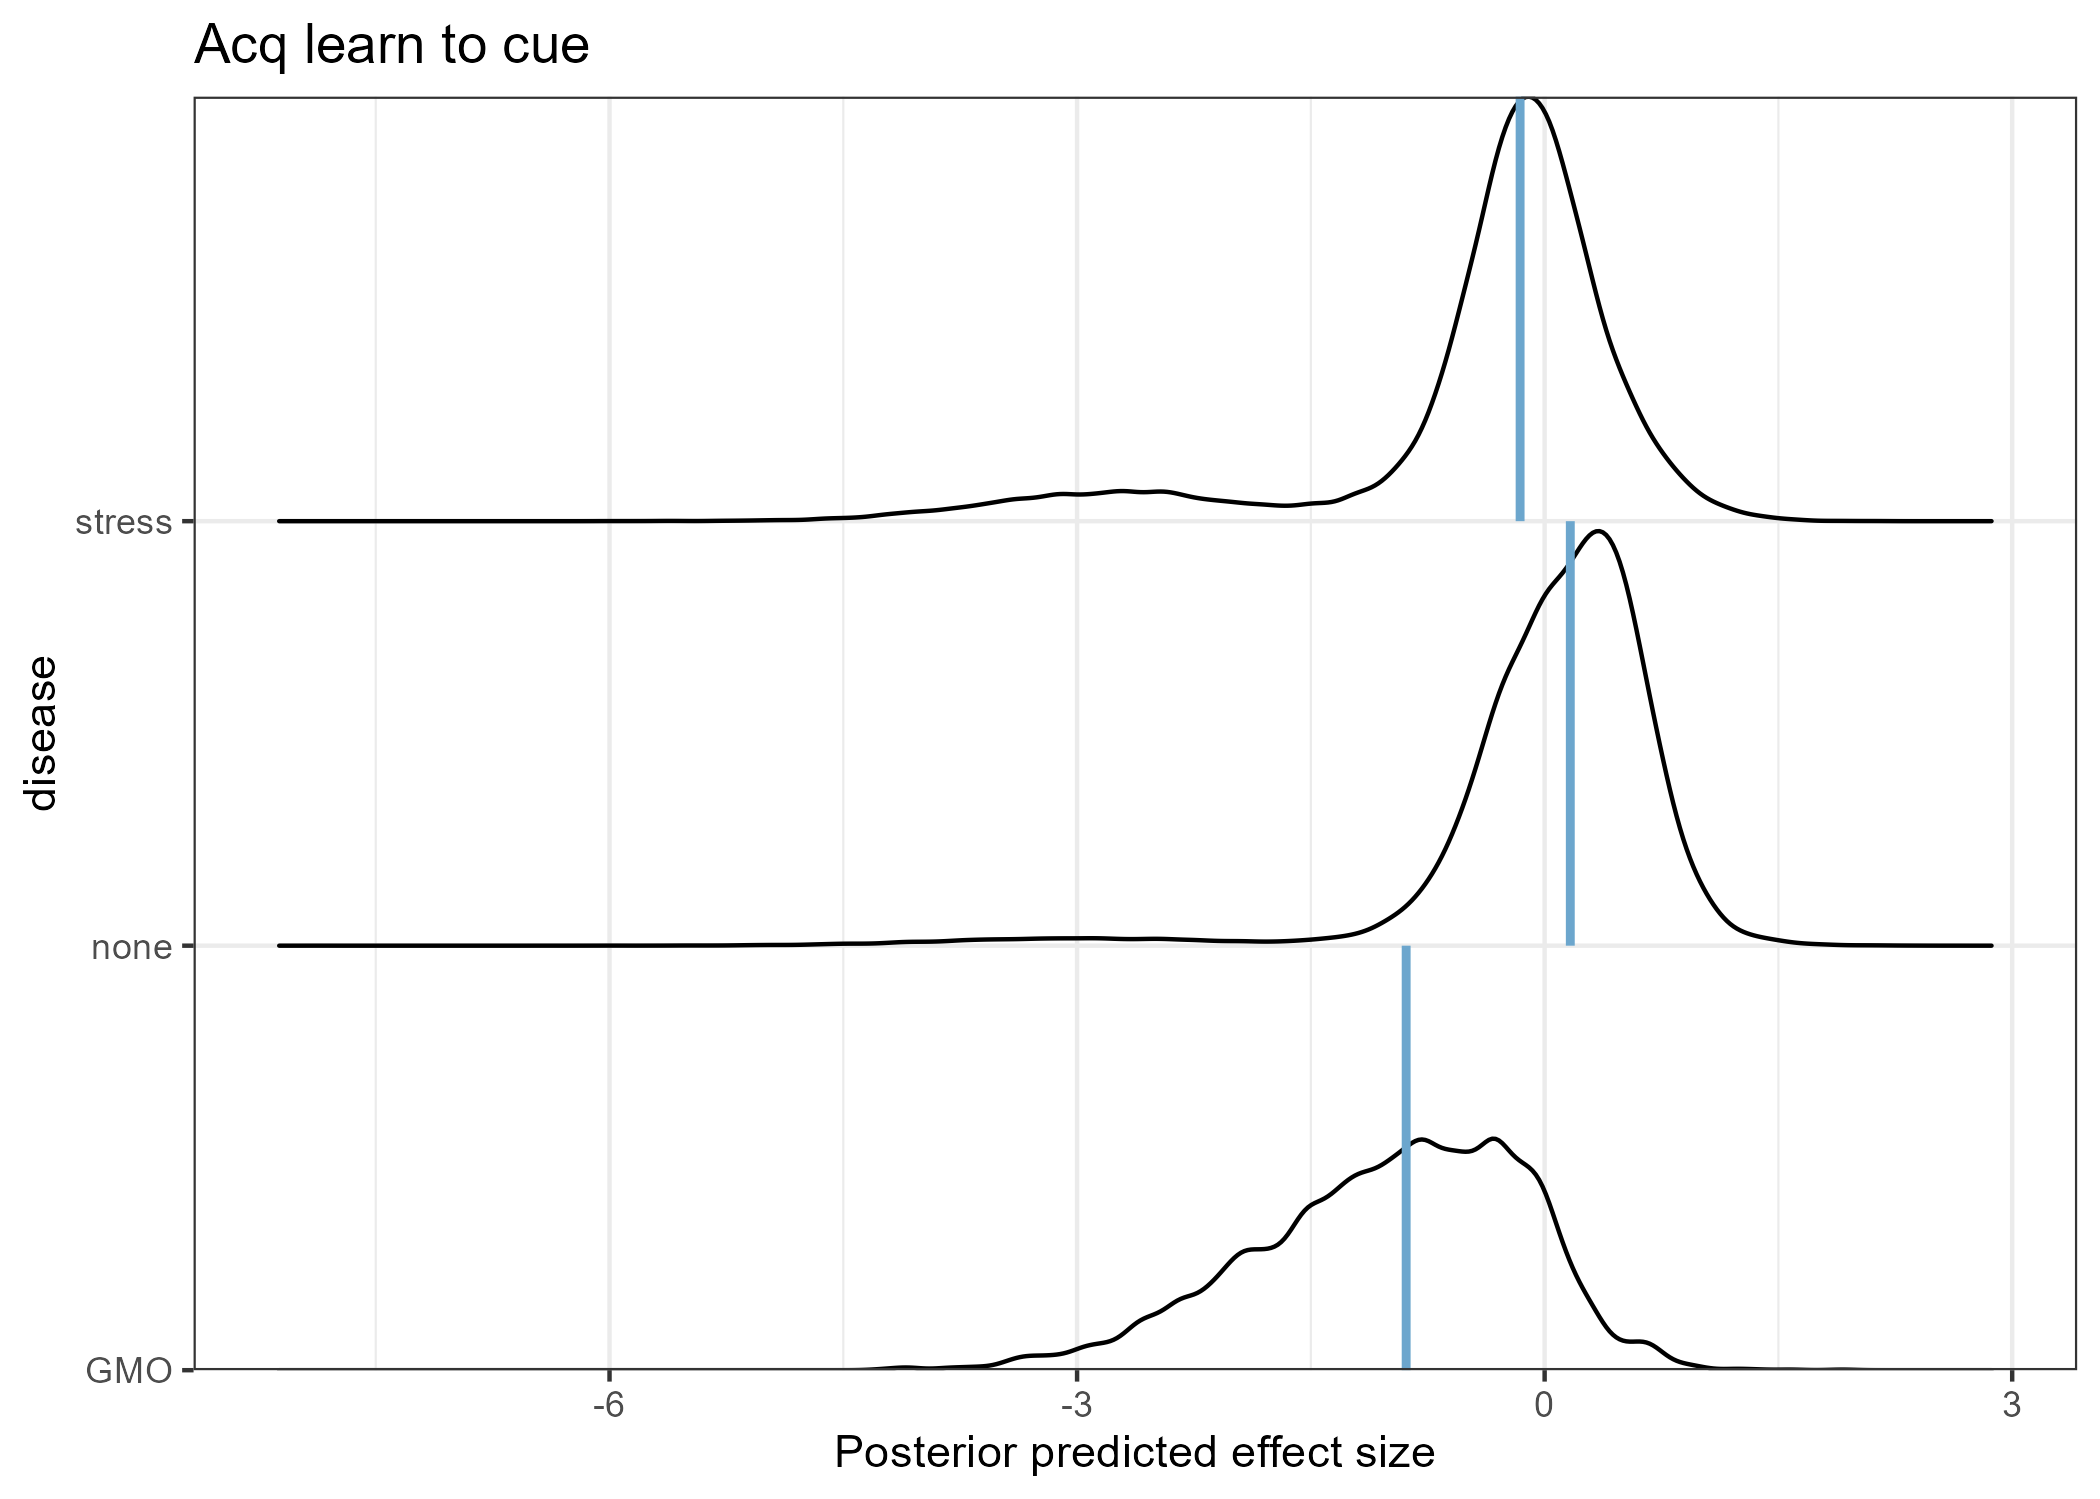 Acq learn to cue
disease
stress
none
GMO
-6 -3 0 3
Posterior predicted effect size